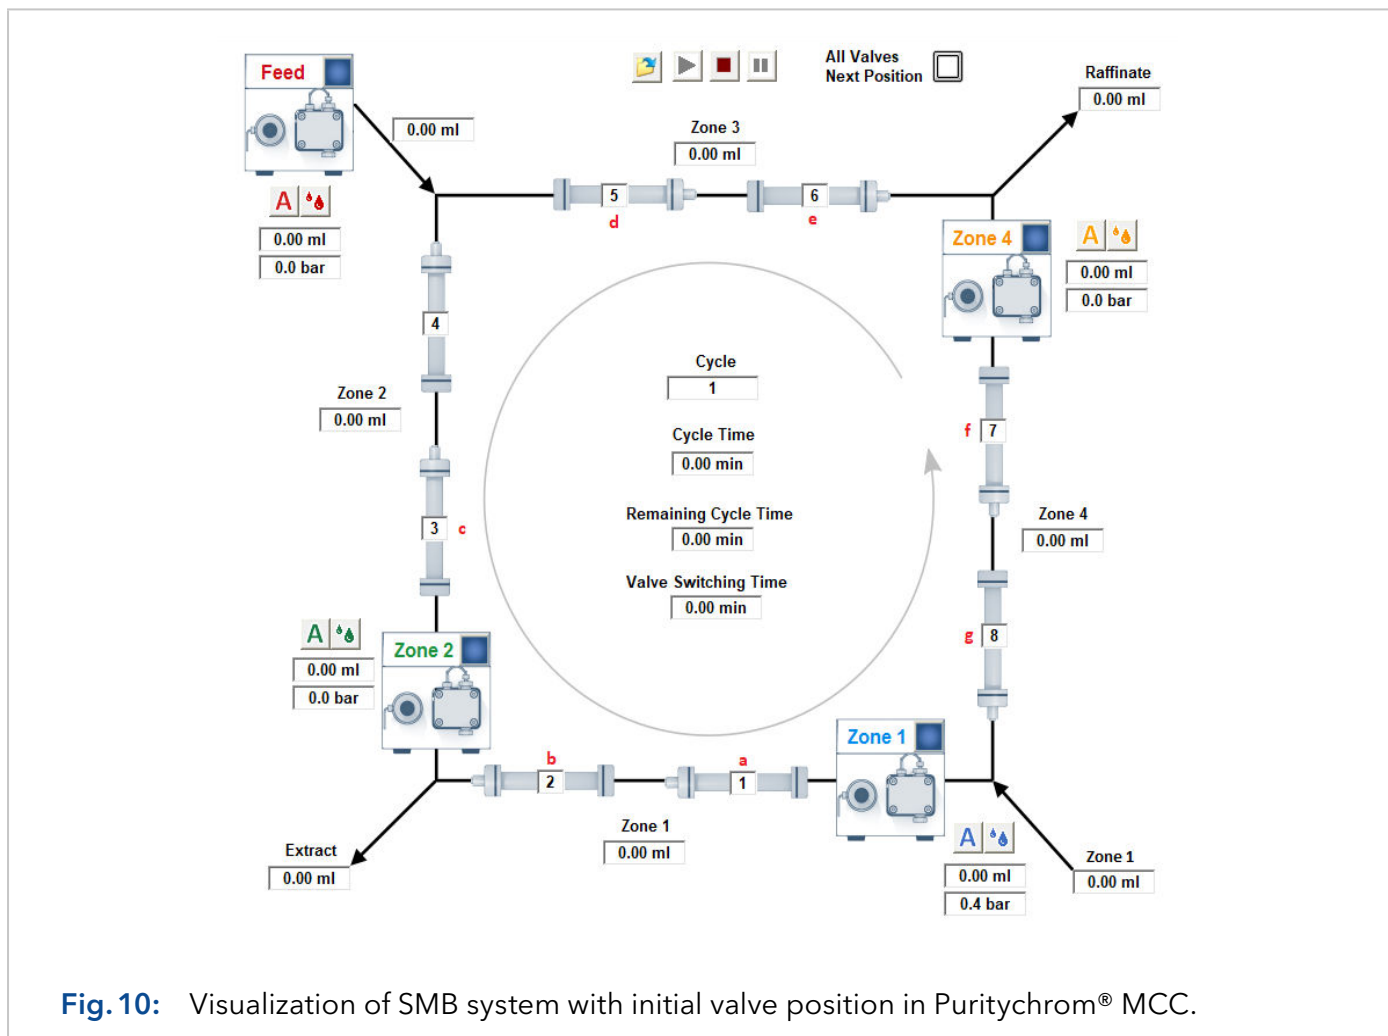 Feed
All Valves
Next Position
Raffinate
0.00 ml
0.00 ml
Zone 3
0.00 ml
A
0.00 ml
0.0 bar
5
d
6
e
Zone 4
A
0.00 ml
0.0 bar
4
Zone 2
0.00 ml
Cycle
1
Cycle Time
0.00 min
Remaining Cycle Time
0.00 min
Valve Switching Time
0.00 min
f
7
Zone 4
0.00 ml
3
c
g
8
A
0.00 ml
0.0 bar
Zone 2
Zone 1
b
2
a
1
Zone 1
0.00 ml
Extract
0.00 ml
A
0.00 ml
0.4 bar
Zone 1
0.00 ml
Fig. 10: Visualization of SMB system with initial valve position in Puritychrom® MCC.